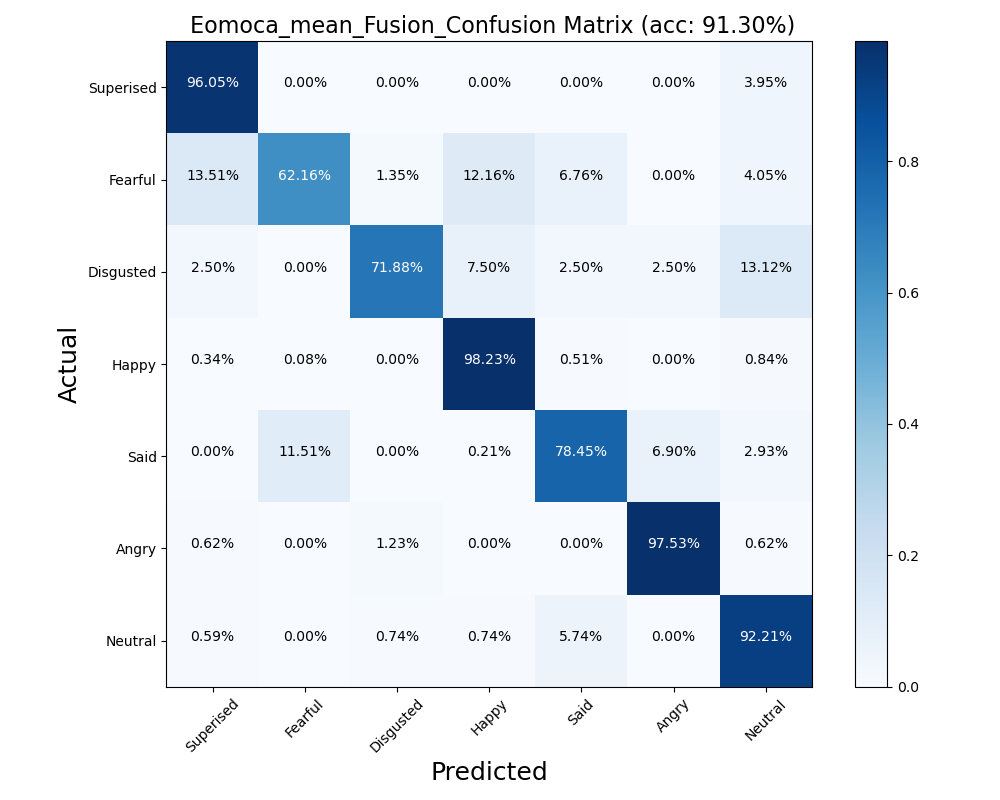 Eomoca_mean_Fusion_Confusion Matrix (acc: 91.30%)
Superised 96.05% 0.00% 0.00% 0.00% 0.00% 0.00% 3.95%
Fearful 13.51% 62.16% 1.35% 12.16% 6.76% 0.00% 4.05%
Disgusted 2.50% 0.00% 71.88% 7.50% 2.50% 2.50% 13.12%
Happy 0.34% 0.08% 0.00% 98.23% 0.51% 0.00% 0.84%
Said 0.00% 11.51% 0.00% 0.21% 78.45% 6.90% 2.93%
Angry 0.62% 0.00% 1.23% 0.00% 0.00% 97.53% 0.62%
Neutral 0.59% 0.00% 0.74% 0.74% 5.74% 0.00% 92.21%
Superised Fearful Disgusted Happy Said Angry Neutral
Predicted
Actual
0.8
0.6
0.4
0.2
0.0